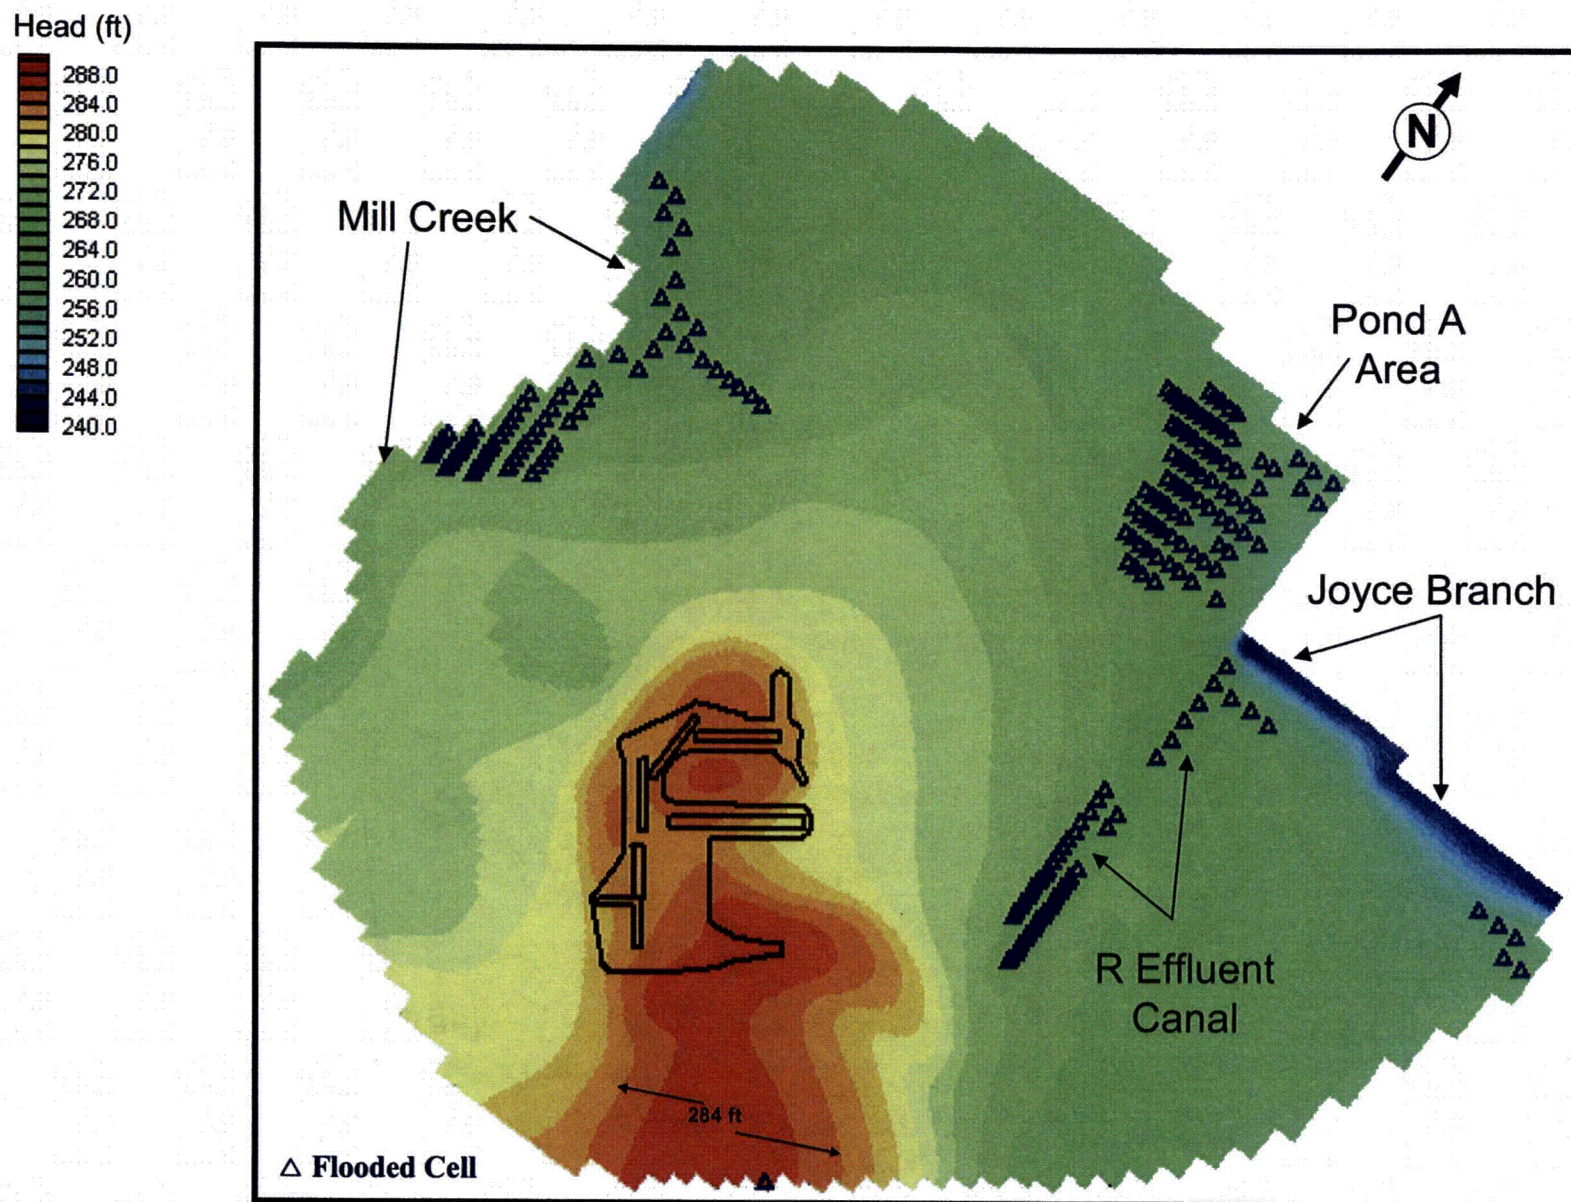 Head (ft)
288.0
284.0
280.0
276.0
272.0
268.0
264.0
260.0
256.0
252.0
248.0
244.0
240.0
N
Mill Creek
Pond A
Area
Joyce Branch
R Effluent
Canal
284 ft
Flooded Cell